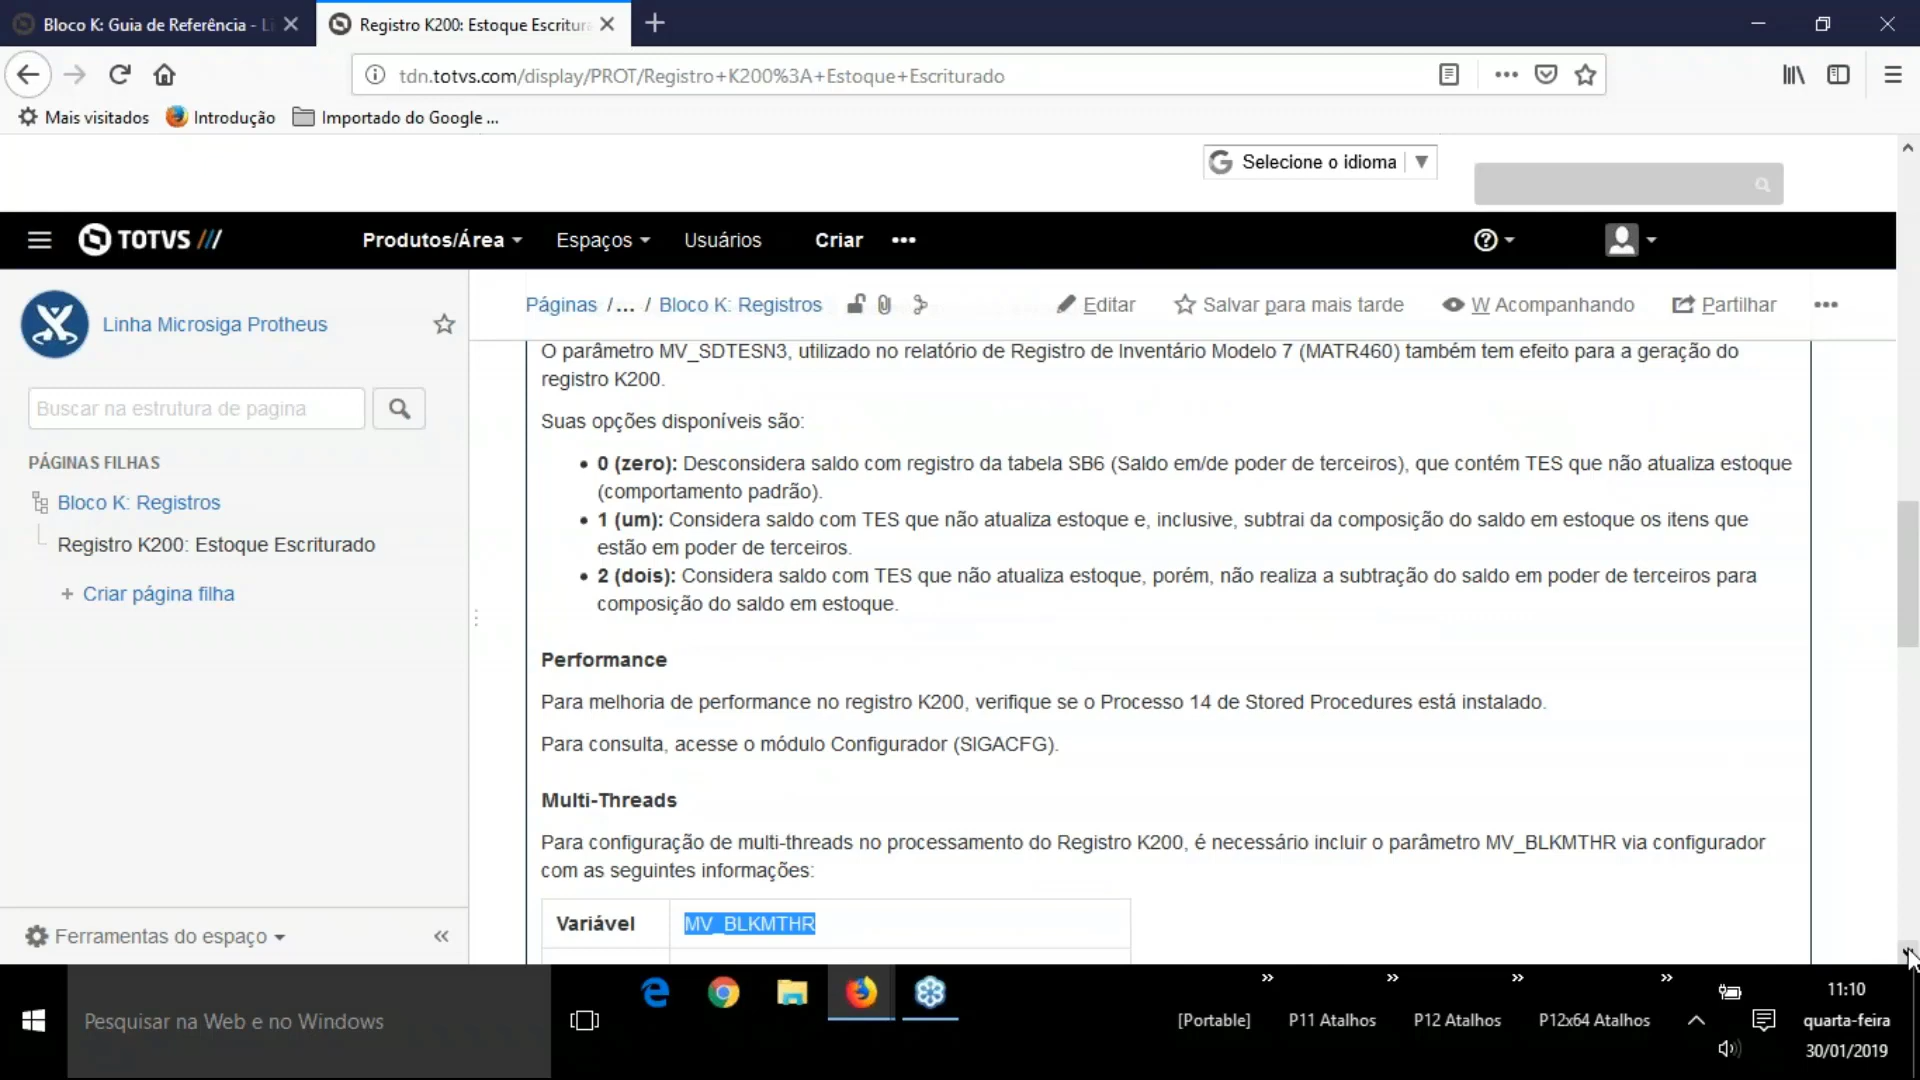 Bloco K: Guia de Referência - Li
Registro K200: Estoque Escritura
tdn.totvs.com/display/PROT/Registro+K200%3A+Estoque+Escriturado
Mais visitados
Introdução
Importado do Google ...
Selecione o idioma
TOTVS
Produtos/Área
Espaços
Usuários
Criar
Linha Microsiga Protheus
Buscar na estrutura de pagina
PÁGINAS FILHAS
Bloco K: Registros
Registro K200: Estoque Escriturado
+ Criar página filha
Ferramentas do espaço
Páginas /... / Bloco K: Registros
Editar
Salvar para mais tarde
W Acompanhando
Partilhar
O parâmetro MV_SDTESN3, utilizado no relatório de Registro de Inventário Modelo 7 (MATR460) também tem efeito para a geração do
registro K200.
Suas opções disponíveis são:
• 0 (zero): Desconsidera saldo com registro da tabela SB6 (Saldo em/de poder de terceiros), que contém TES que não atualiza estoque
(comportamento padrão).
• 1 (um): Considera saldo com TES que não atualiza estoque e, inclusive, subtrai da composição do saldo em estoque os itens que
estão em poder de terceiros.
• 2 (dois): Considera saldo com TES que não atualiza estoque, porém, não realiza a subtração do saldo em poder de terceiros para
composição do saldo em estoque.
Performance
Para melhoria de performance no registro K200, verifique se o Processo 14 de Stored Procedures está instalado.
Para consulta, acesse o módulo Configurador (SIGACFG).
Multi-Threads
Para configuração de multi-threads no processamento do Registro K200, é necessário incluir o parâmetro MV_BLKMTHR via configurador
com as seguintes informações:
Variável
MV_BLKMTHR
Pesquisar na Web e no Windows
[Portable]
P11 Atalhos
P12 Atalhos
P12x64 Atalhos
11:10
quarta-feira
30/01/2019